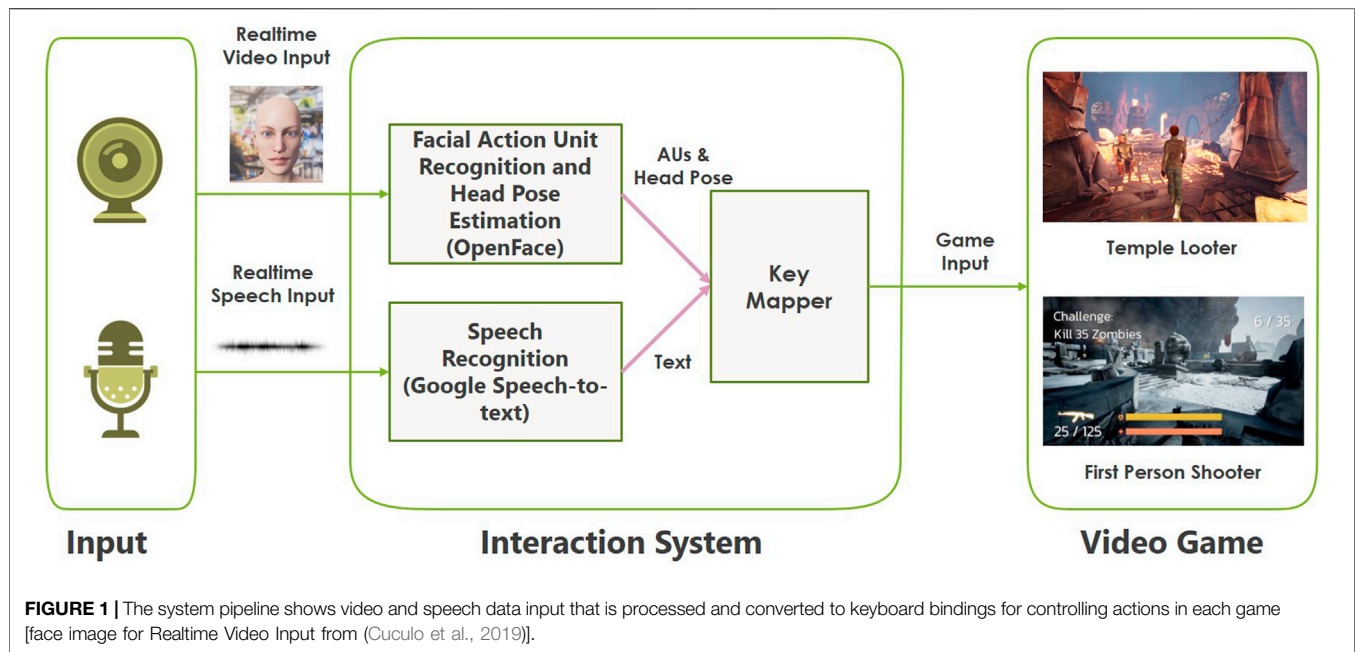 Realtime
Video Input
Realtime
Speech Input
Facial Action Unit
Recognition and
Head Pose
Estimation
(OpenFace)
Speech
Recognition
(Google Speech-to-
text)
AUs &
Head Pose
Text
Key
Mapper
Game
Input
Temple Looter
Challenge:
Kill 35 Zombies
6 / 35
25 / 125
First Person Shooter
Input
Interaction System
Video Game
FIGURE 1 | The system pipeline shows video and speech data input that is processed and converted to keyboard bindings for controlling actions in each game
[face image for Realtime Video Input from (Cuculo et al., 2019)].